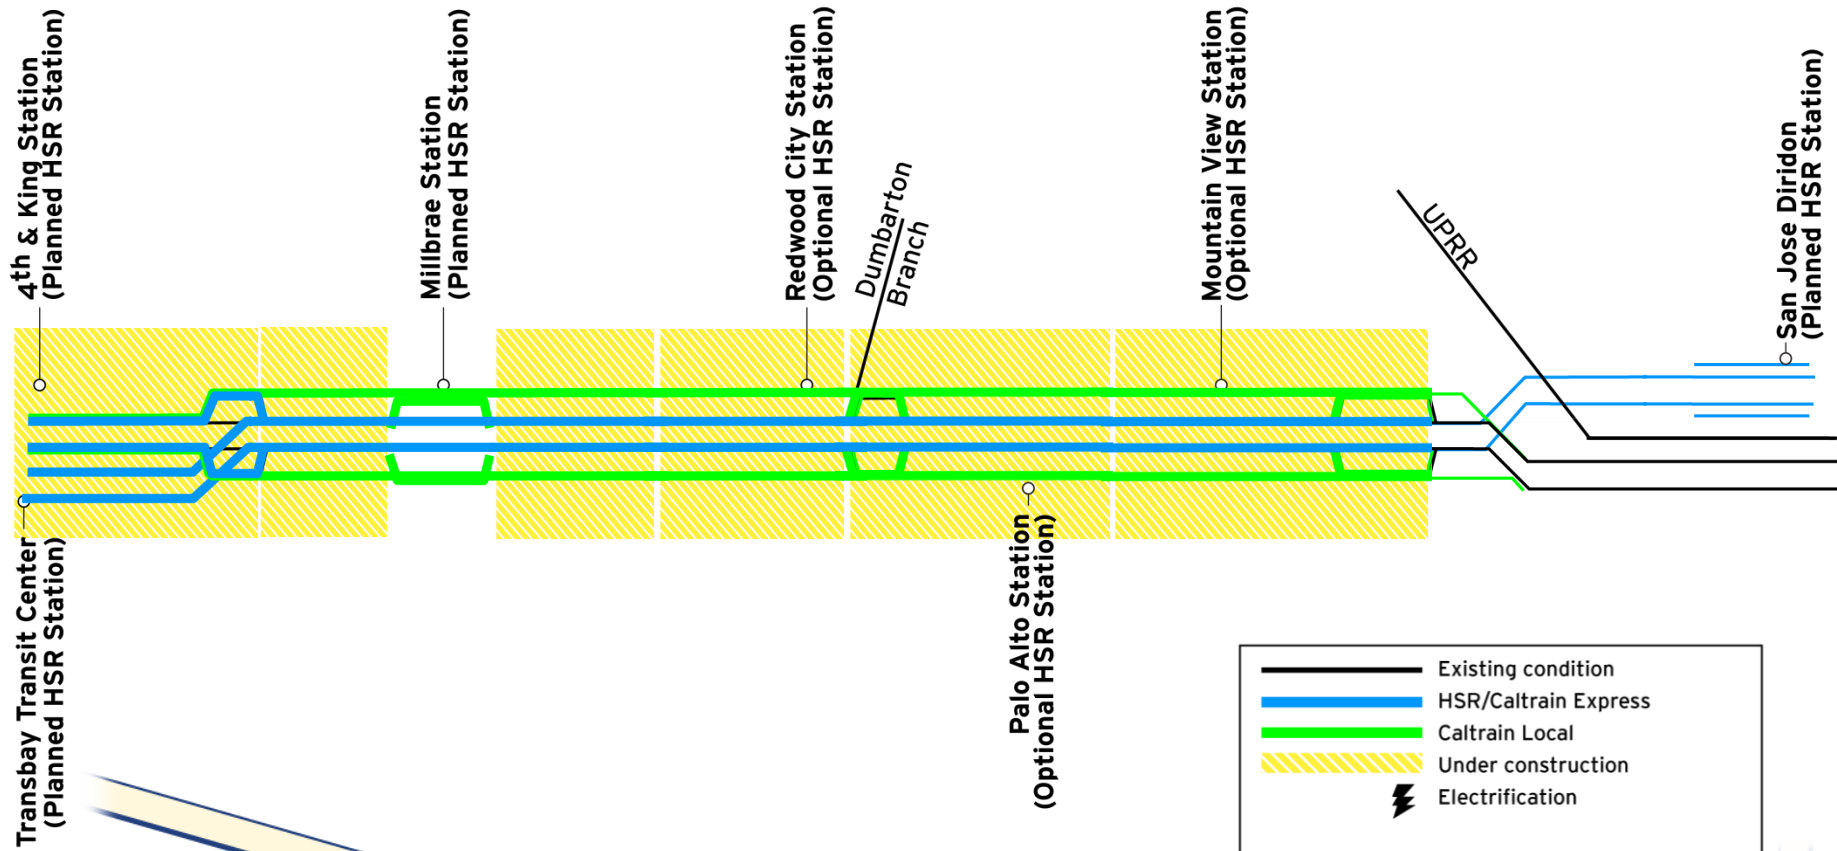 4th & King Station
(Planned HSR Station)
Millbrae Station
(Planned HSR Station)
Redwood City Station
(Optional HSR Station)
Dumbarton
Branch
Mountain View Station
(Optional HSR Station)
UPRR
San Jose Diridon
(Planned HSR Station)
Transbay Transit Center
(Planned HSR Station)
Palo Alto Station
(Optional HSR Station)
Existing condition
HSR/Caltrain Express
Caltrain Local
Under construction
Electrification